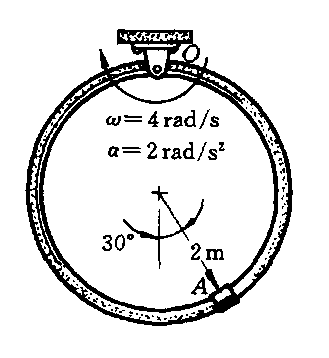 O
ω=4 rad/s
α=2 rad/s²
30°
2 m
A